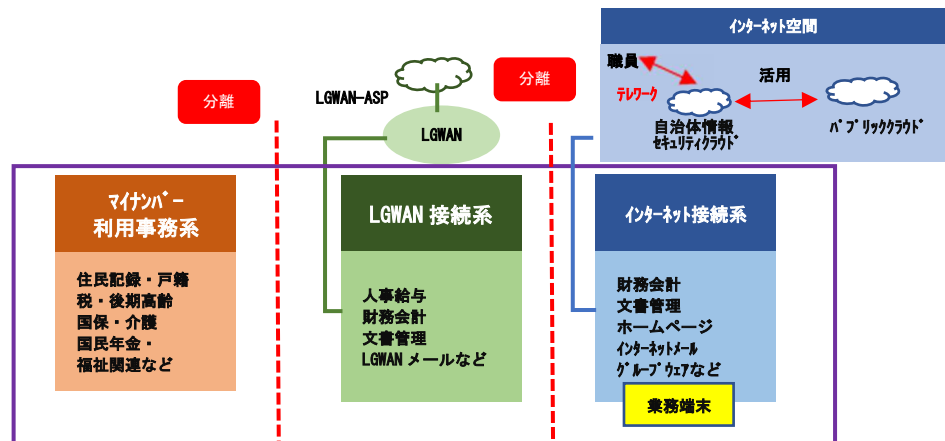 インターネット空間
職員
テレワーク
活用
自治体情報
セキュリティクラウド
パブリッククラウド
分離
分離
LGWAN-ASP
LGWAN
マイナンバー
利用事務系
住民記録・戸籍
税・後期高齢
国保・介護
国民年金・
福祉関連など
LGWAN 接続系
人事給与
財務会計
文書管理
LGWAN メールなど
インターネット接続系
財務会計
文書管理
ホームページ
インターネットメール
グループウェアなど
業務端末